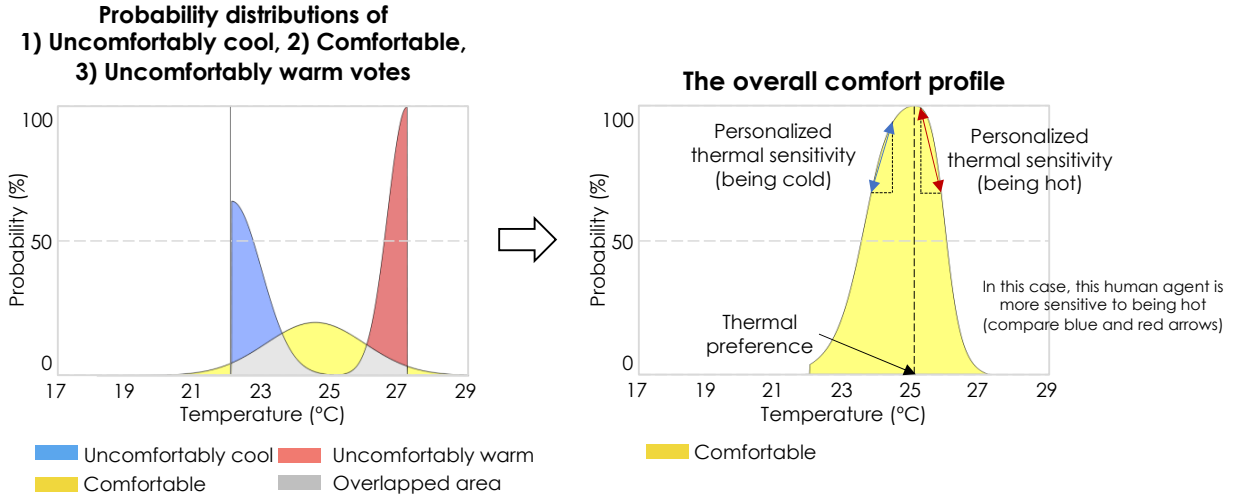 Probability distributions of
1) Uncomfortably cool, 2) Comfortable,
3) Uncomfortably warm votes
100
50
0
Probability (%)
17
19
21
23
25
27
29
Temperature (°C)
Uncomfortably cool
Uncomfortably warm
Comfortable
Overlapped area
The overall comfort profile
100
50
0
Probability (%)
Personalized
thermal sensitivity
(being cold)
Personalized
thermal sensitivity
(being hot)
In this case, this human agent is
more sensitive to being hot
(compare blue and red arrows)
Thermal
preference
17
19
21
23
25
27
29
Temperature (°C)
Comfortable